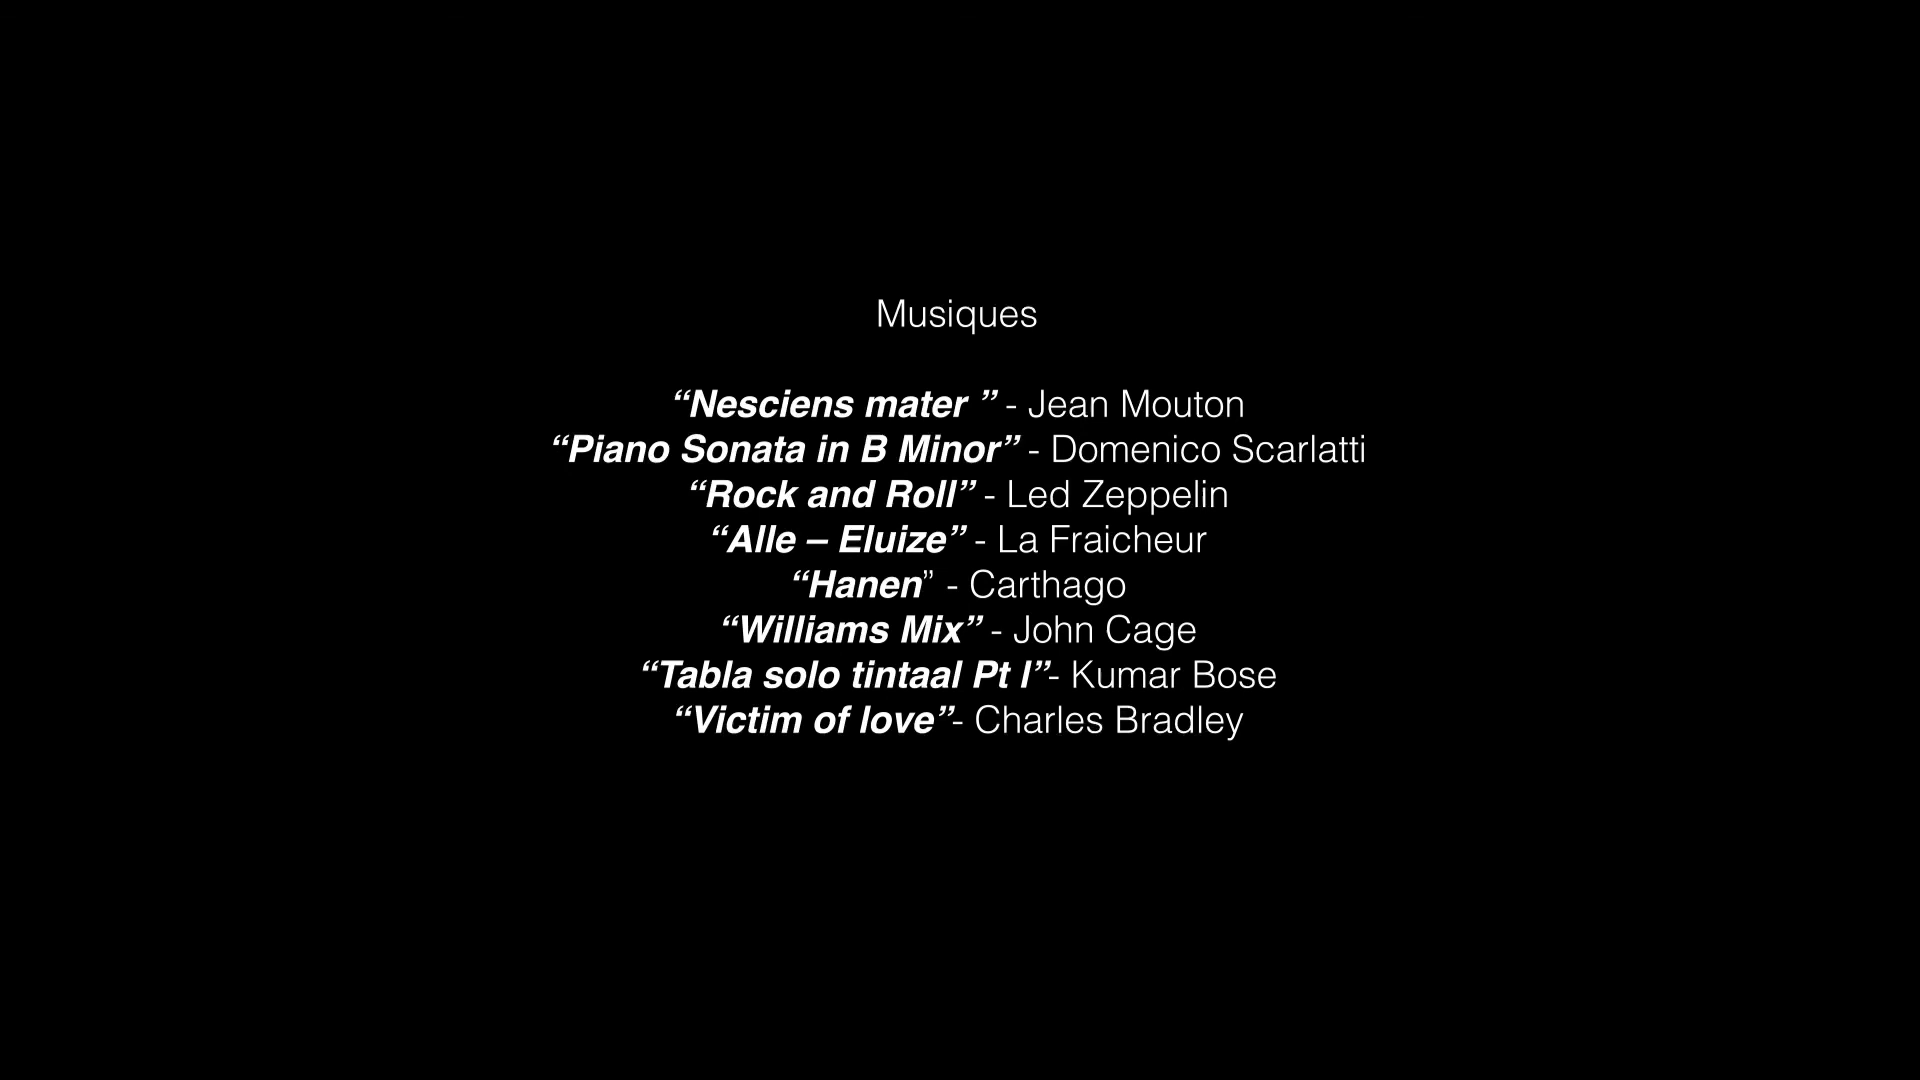 Musiques
“Nesciens mater ” - Jean Mouton
“Piano Sonata in B Minor” - Domenico Scarlatti
“Rock and Roll” - Led Zeppelin
“Alle – Eluize” - La Fraicheur
“Hanen” - Carthago
“Williams Mix” - John Cage
“Tabla solo tintaal Pt I”- Kumar Bose
“Victim of love”- Charles Bradley